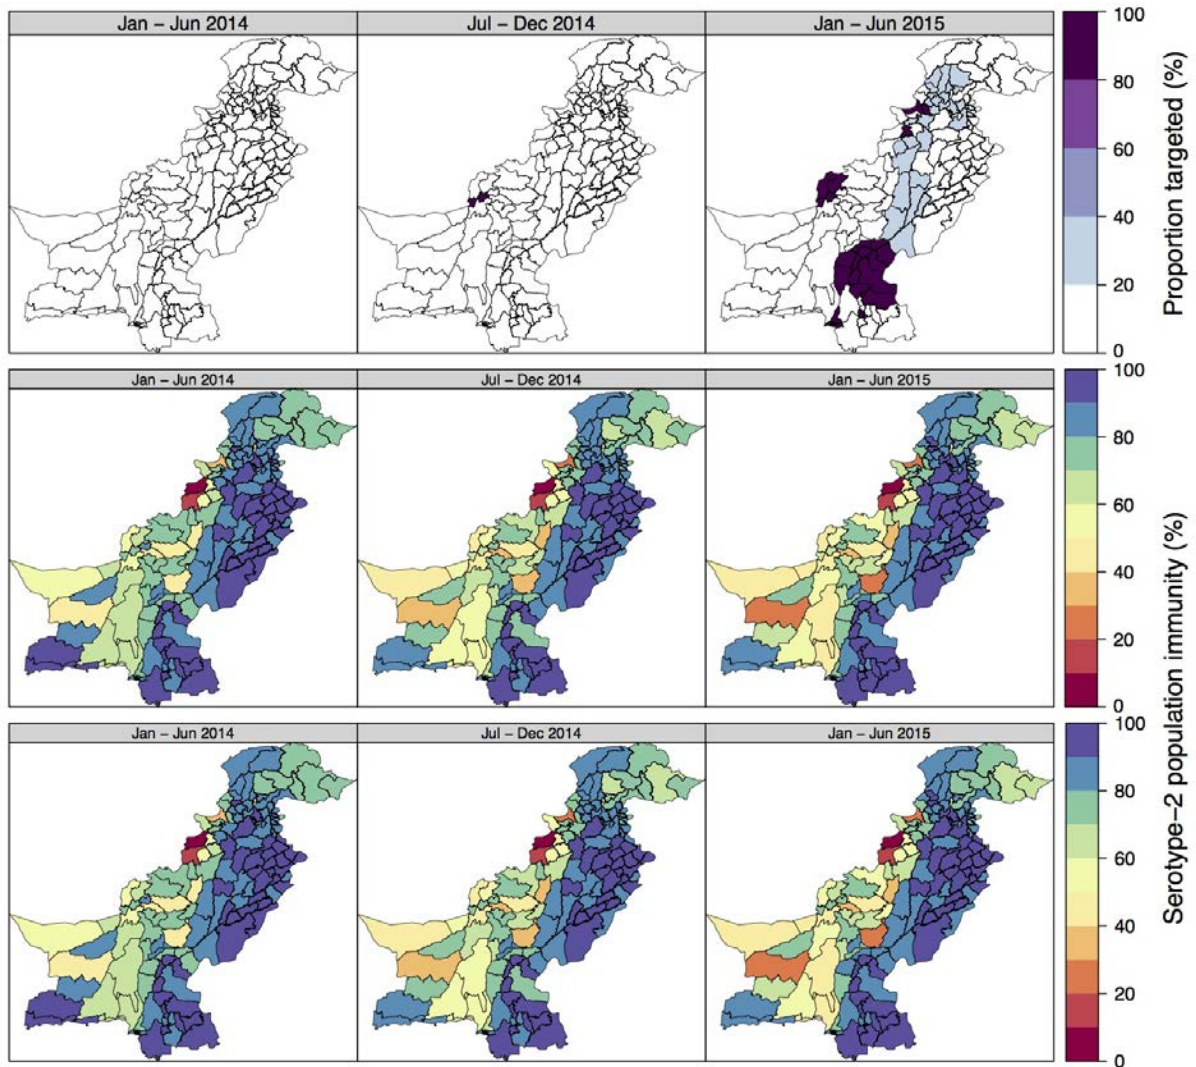 Jan – Jun 2014
Jul – Dec 2014
Jan – Jun 2015
100
80
60
40
20
0
Proportion targeted (%)
Jan – Jun 2014
Jul – Dec 2014
Jan – Jun 2015
100
80
60
40
20
0
Jan – Jun 2014
Jul – Dec 2014
Jan – Jun 2015
100
80
60
40
20
0
Serotype–2 population immunity (%)